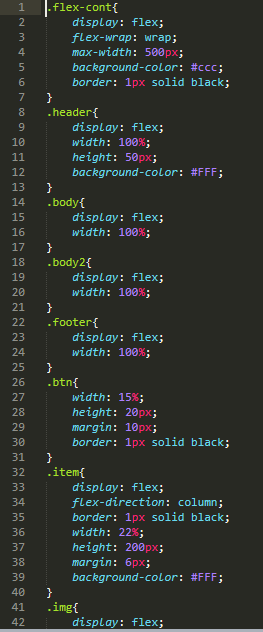 1 .flex-cont{
2 display: flex;
3 flex-wrap: wrap;
4 max-width: 500px;
5 background-color: #ccc;
6 border: 1px solid black;
7 }
8 .header{
9 display: flex;
10 width: 100%;
11 height: 50px;
12 background-color: #FFF;
13 }
14 .body{
15 display: flex;
16 width: 100%;
17 }
18 .body2{
19 display: flex;
20 width: 100%;
21 }
22 .footer{
23 display: flex;
24 width: 100%;
25 }
26 .btn{
27 width: 15%;
28 height: 20px;
29 margin: 10px;
30 border: 1px solid black;
31 }
32 .item{
33 display: flex;
34 flex-direction: column;
35 border: 1px solid black;
36 width: 22%;
37 height: 200px;
38 margin: 6px;
39 background-color: #FFF;
40 }
41 .img{
42 display: flex;